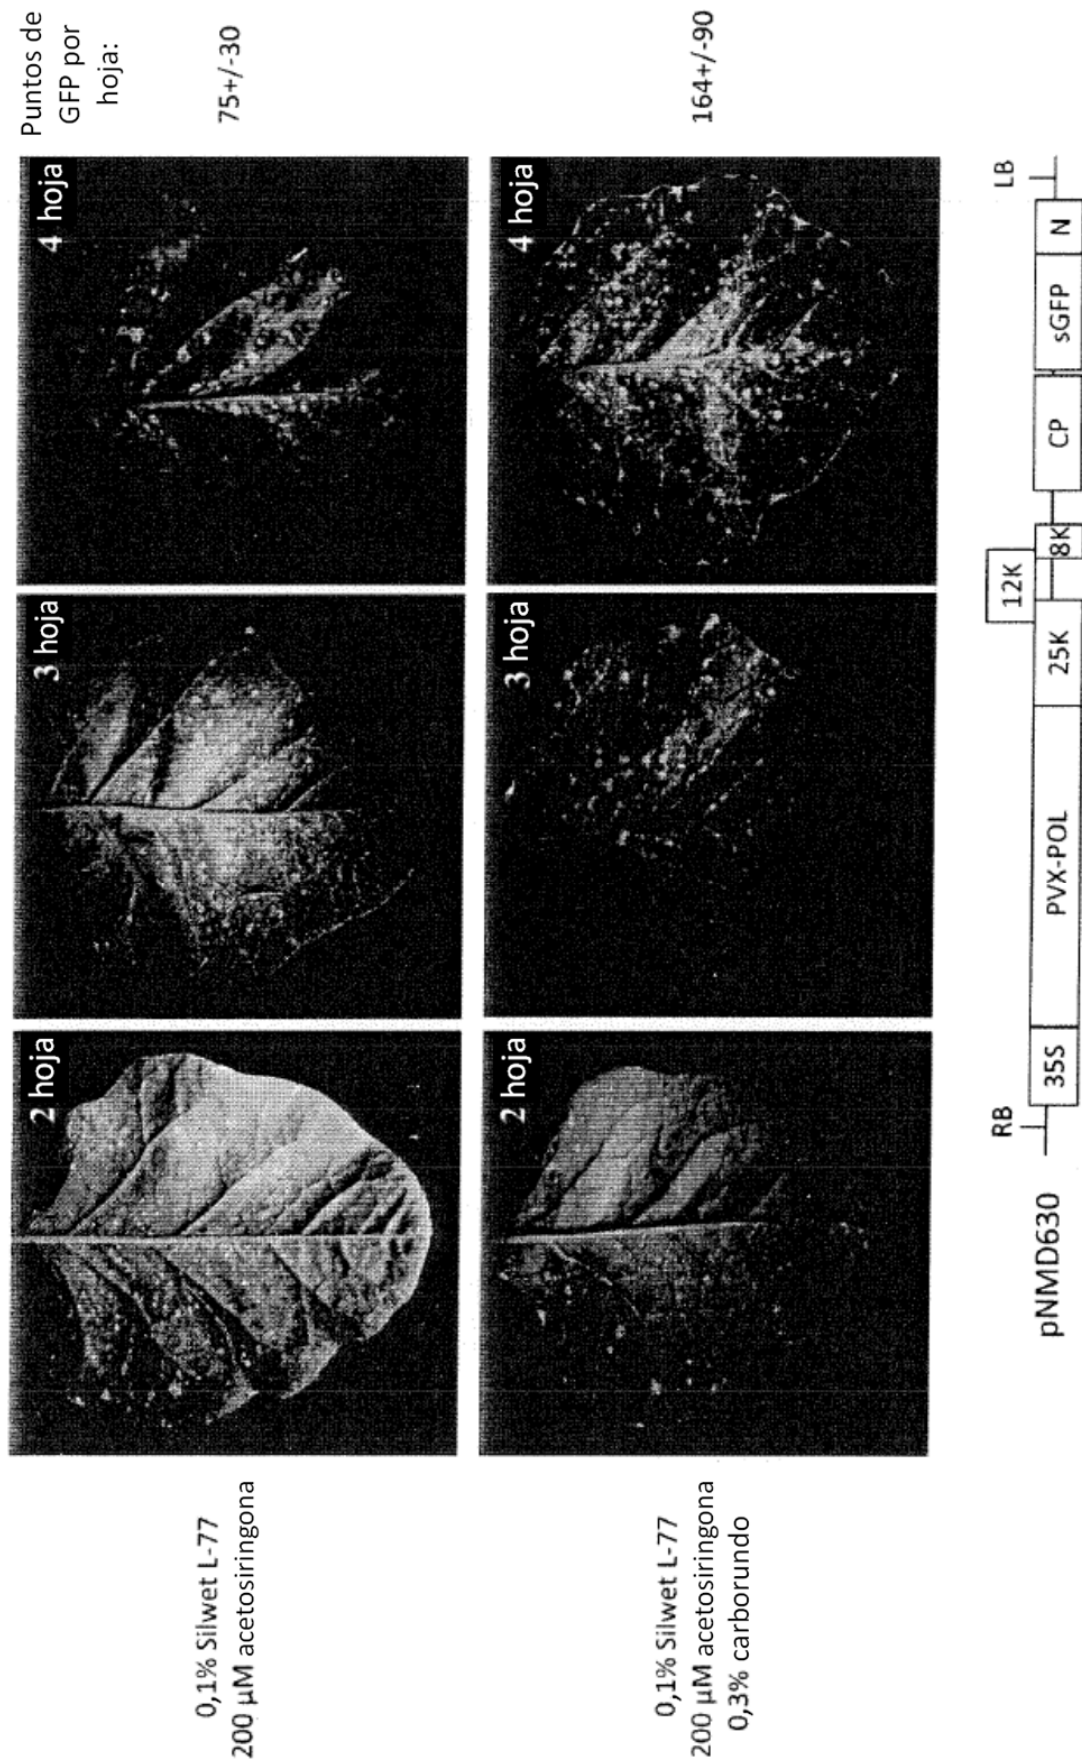 Puntos de
GFP por
hoja:
0,1% Silwet L-77
200 µM acetosiringona
2 hoja
3 hoja
4 hoja
75+/-30
0,1% Silwet L-77
200 µM acetosiringona
0,3% carborundo
2 hoja
3 hoja
4 hoja
164+/-90
pNMD630
RB
35S
PVX-POL
25K
12K
8K
CP
sGFP
N
LB